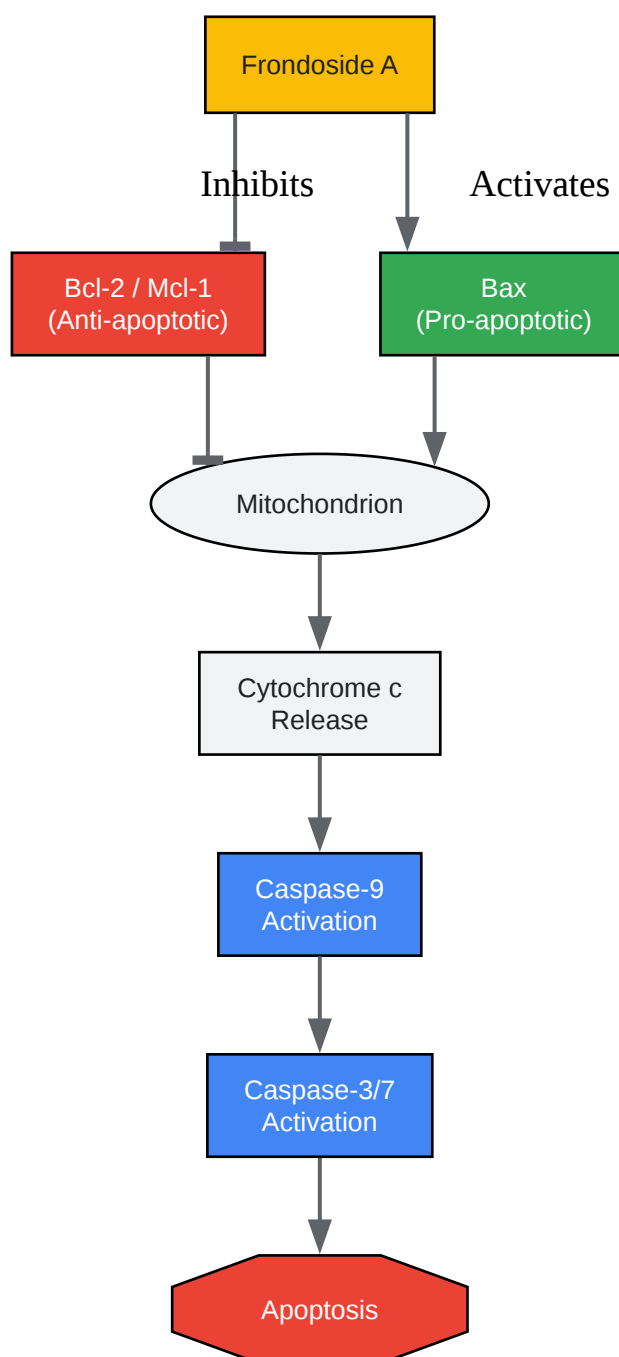 Frondoside A
Inhibits
Activates
Bcl-2 / Mcl-1
(Anti-apoptotic)
Bax
(Pro-apoptotic)
Mitochondrion
Cytochrome c
Release
Caspase-9
Activation
Caspase-3/7
Activation
Apoptosis